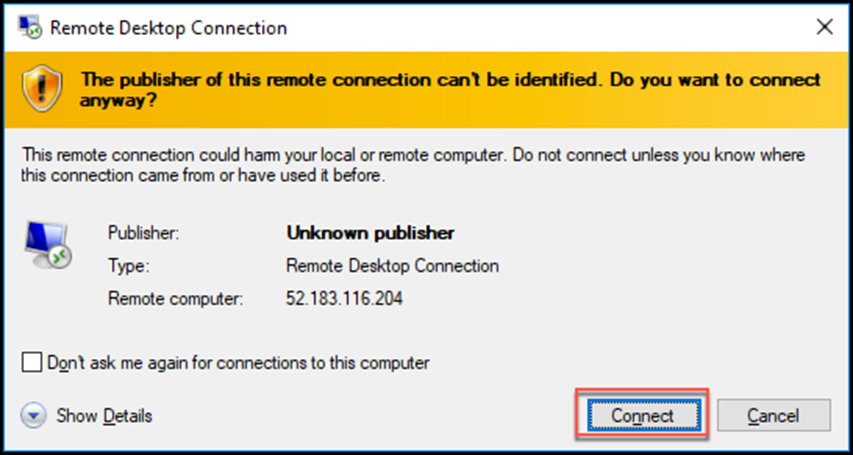 Remote Desktop Connection
The publisher of this remote connection can't be identified. Do you want to connect
anyway?
This remote connection could harm your local or remote computer. Do not connect unless you know where
this connection came from or have used it before.
Publisher: Unknown publisher
Type: Remote Desktop Connection
Remote computer: 52.183.116.204
Don't ask me again for connections to this computer
Show Details Connect Cancel